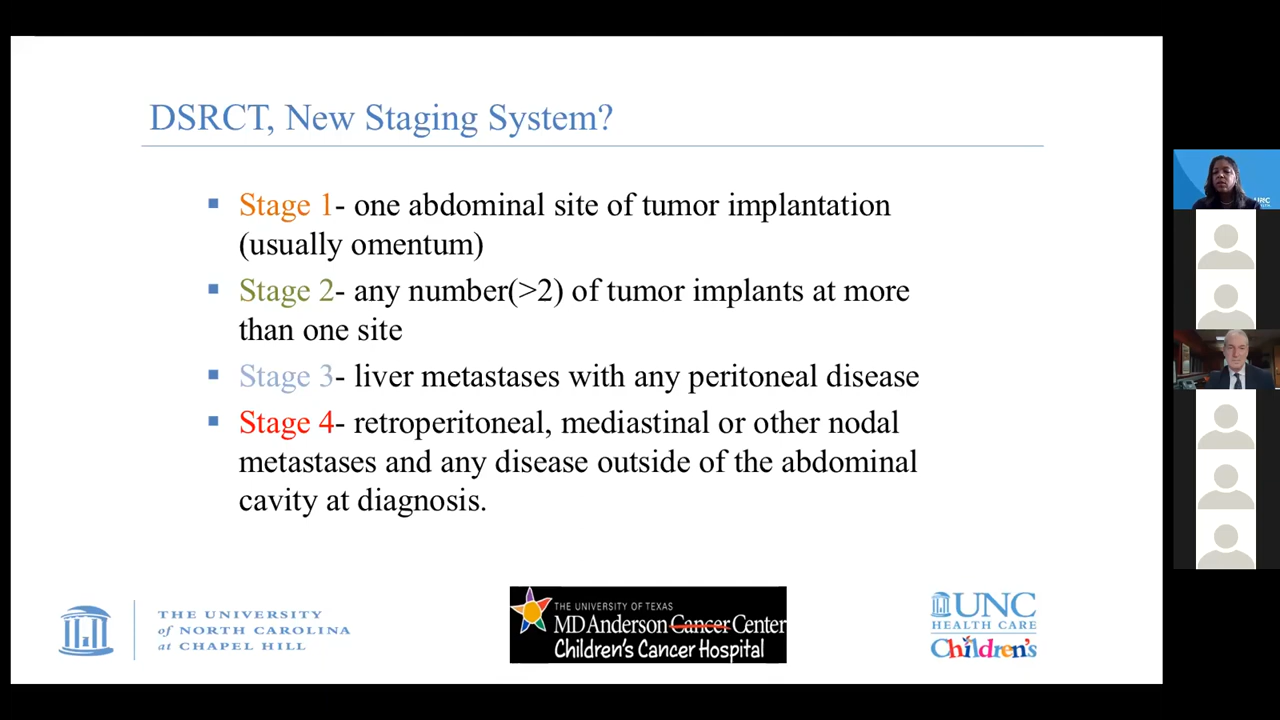 DSRCT, New Staging System?
Stage 1- one abdominal site of tumor implantation
(usually omentum)
Stage 2- any number(>2) of tumor implants at more
than one site
Stage 3- liver metastases with any peritoneal disease
Stage 4- retroperitoneal, mediastinal or other nodal
metastases and any disease outside of the abdominal
cavity at diagnosis.
THE UNIVERSITY
of NORTH CAROLINA
at CHAPEL HILL
THE UNIVERSITY OF TEXAS
MD Anderson Cancer Center
Children's Cancer Hospital
UNC
HEALTH CARE
Children's